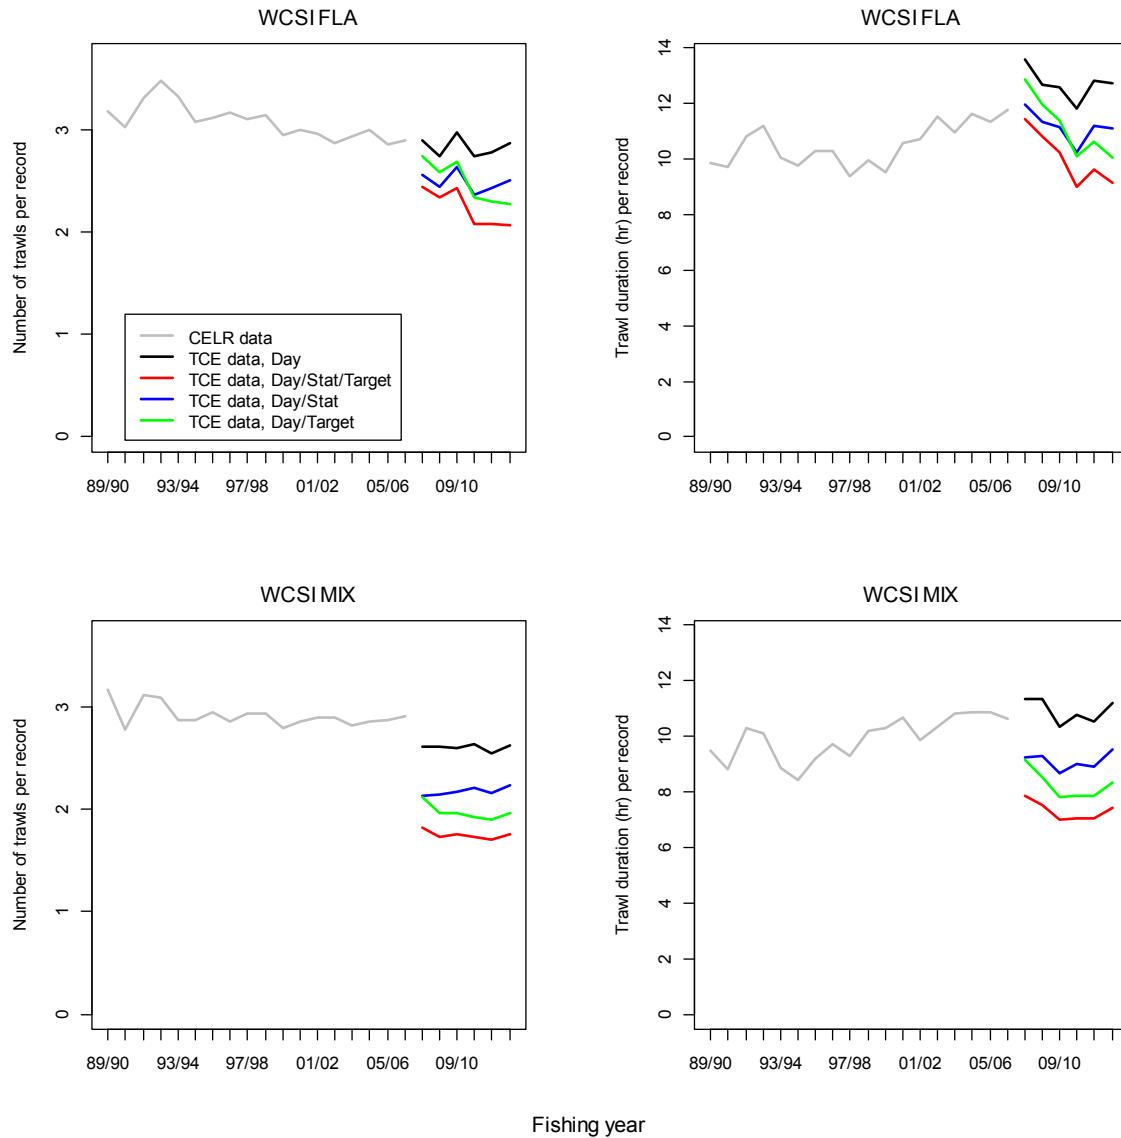 WCSI FLA
Number of trawls per record
0 1 2 3
CELR data
TCE data, Day
TCE data, Day/Stat/Target
TCE data, Day/Stat
TCE data, Day/Target
89/90 93/94 97/98 01/02 05/06 09/10
WCSI FLA
Trawl duration (hr) per record
0 2 4 6 8 10 12 14
89/90 93/94 97/98 01/02 05/06 09/10
WCSI MIX
Number of trawls per record
0 1 2 3
89/90 93/94 97/98 01/02 05/06 09/10
WCSI MIX
Trawl duration (hr) per record
0 2 4 6 8 10 12 14
89/90 93/94 97/98 01/02 05/06 09/10
Fishing year